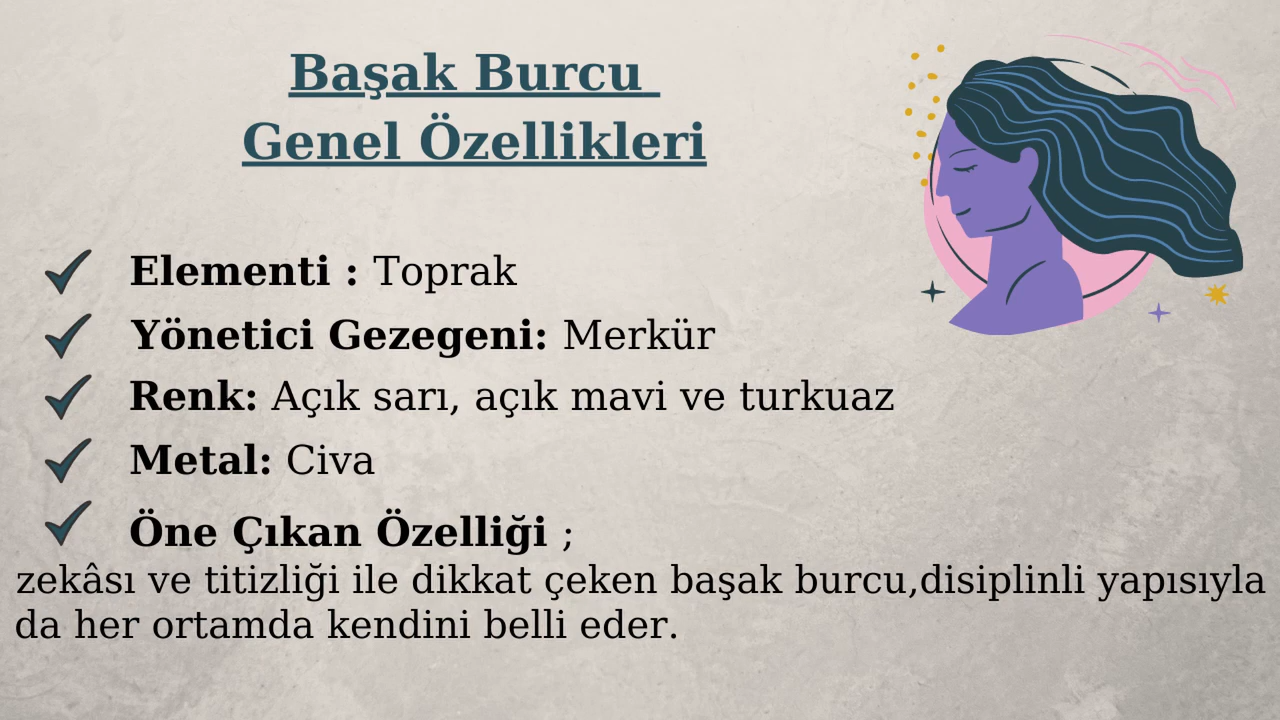 Başak Burcu
Genel Özellikleri
Elementi : Toprak
Yönetici Gezegeni: Merkür
Renk: Açık sarı, açık mavi ve turkuaz
Metal: Civa
Öne Çıkan Özelliği ;
zekâsı ve titizliği ile dikkat çeken başak burcu,disiplinli yapısıyla
da her ortamda kendini belli eder.